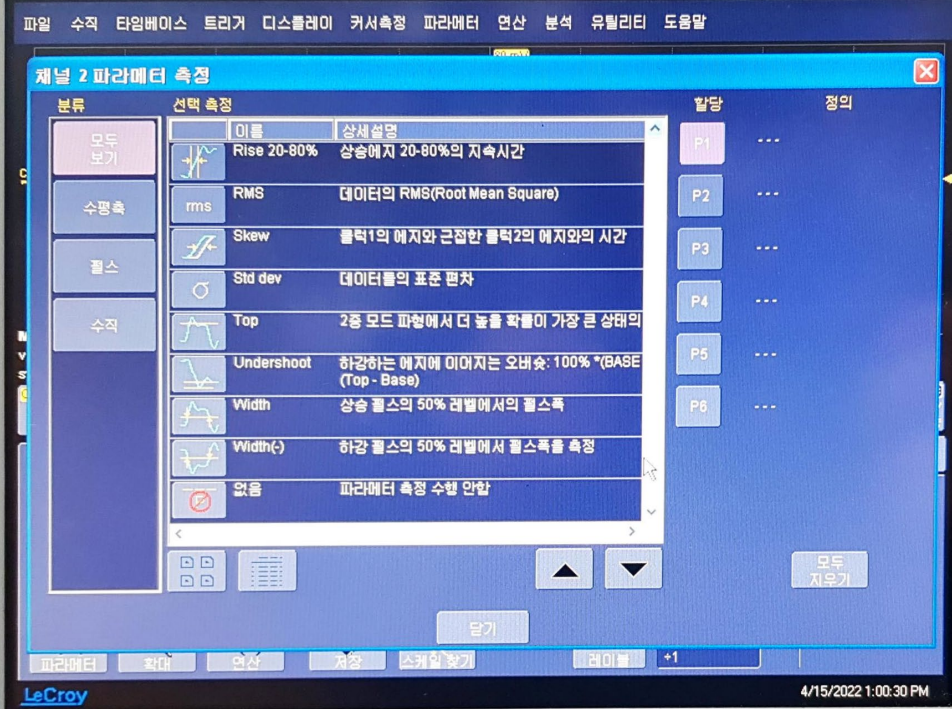 파일 수직 타임베이스 트리거 디스플레이 커서측정 파라메터 연산 분석 유틸리티 도움말
채널 2 파라메터 측정
분류 선택 측정 할당 정의
이름 상세설명
모두
보기
수평축
펄스
수직
Rise 20-80% 상승에지 20-80%의 지속시간
rms RMS 데이터의 RMS(Root Mean Square)
Skew 클럭1의 에지와 근접한 클럭2의 에지와의 시간
σ Std dev 데이터들의 표준 편차
Top 2중 모드 파형에서 더 높을 확률이 가장 큰 상태의
Undershoot 하강하는 에지에 이어지는 오버슛: 100% *(BASE
(Top - Base)
Width 상승 펄스의 50% 레벨에서의 펄스폭
Width(-) 하강 펄스의 50% 레벨에서 펄스폭을 측정
없음 파라메터 측정 수행 안함
P1 ---
P2 ---
P3 ---
P4 ---
P5 ---
P6 ---
모두
지우기
닫기
파라메터 확대 연산 저장 스케일 찾기 레이블 +1
LeCroy 4/15/2022 1:00:30 PM